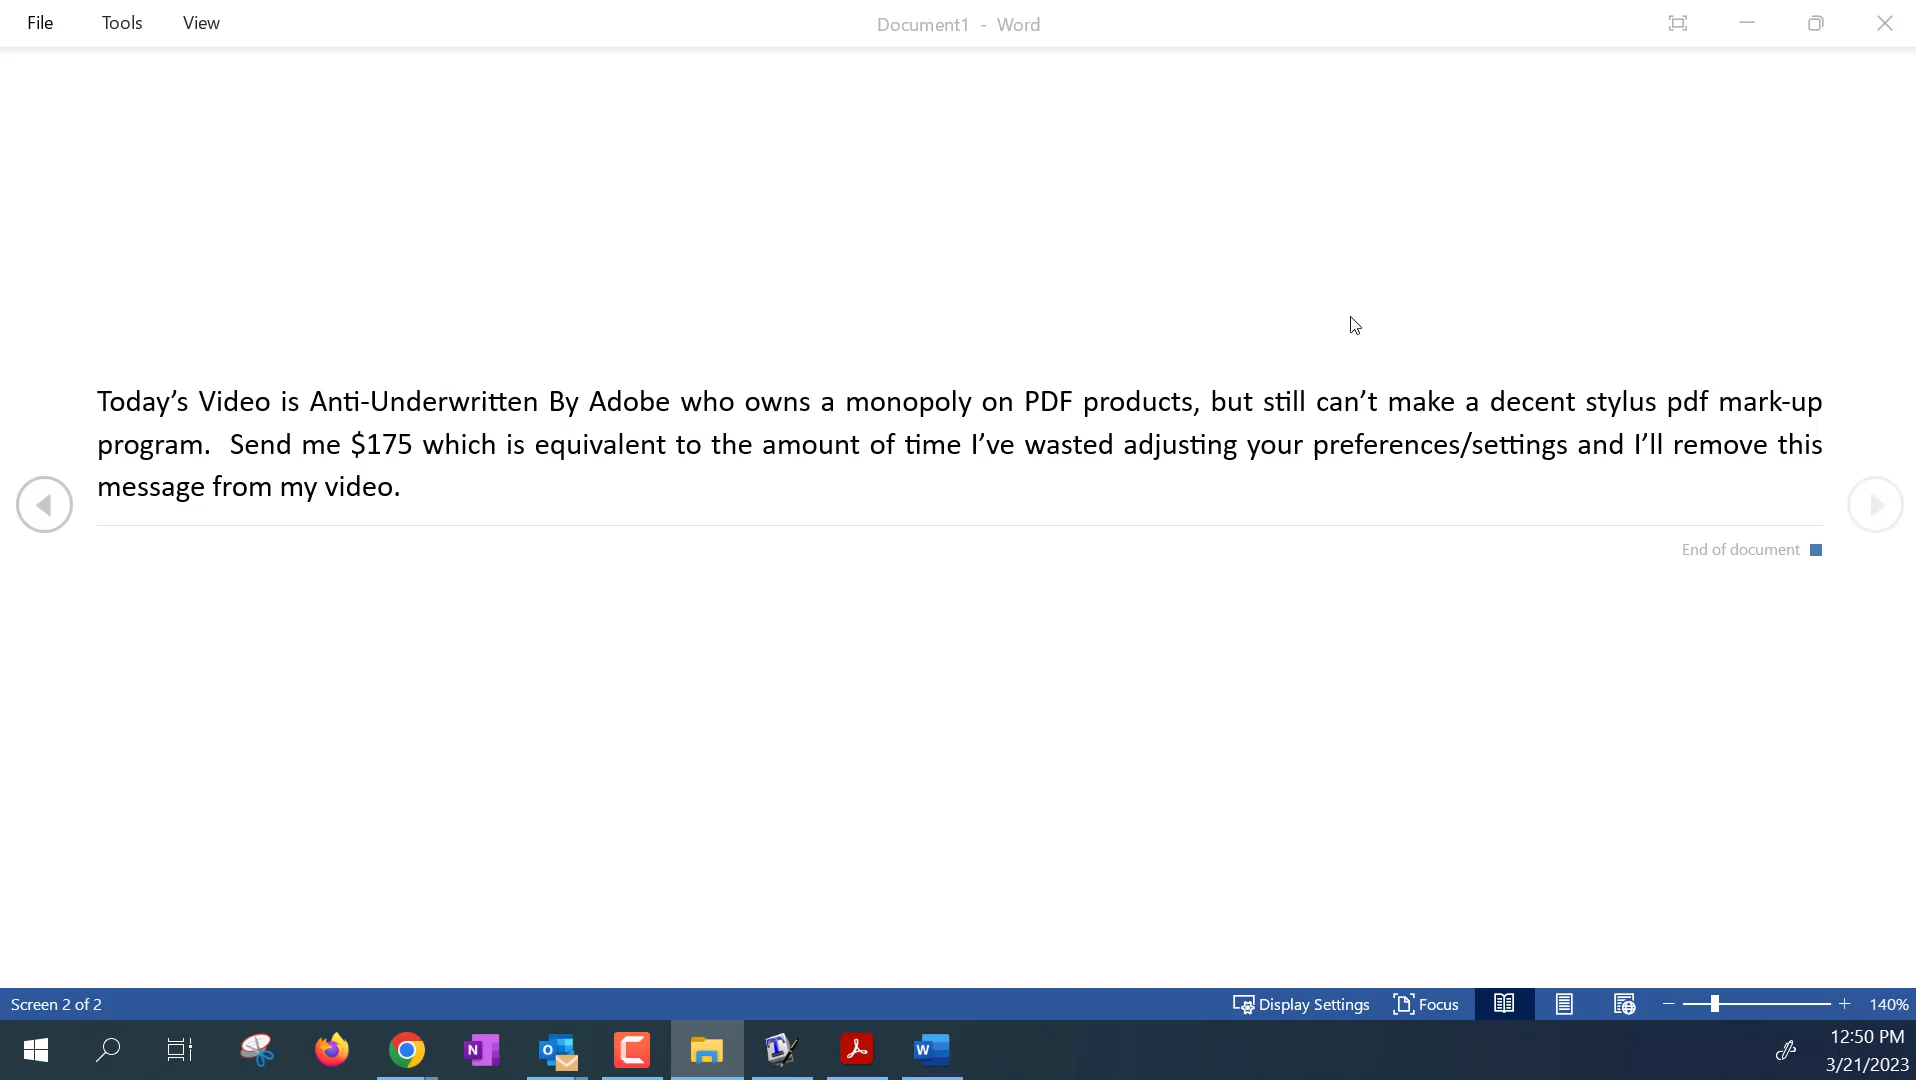 File Tools View Document1 - Word
Today’s Video is Anti-Underwritten By Adobe who owns a monopoly on PDF products, but still can’t make a decent stylus pdf mark-up
program.  Send me $175 which is equivalent to the amount of time I’ve wasted adjusting your preferences/settings and I’ll remove this
message from my video.
End of document
Screen 2 of 2 Display Settings Focus 140%
12:50 PM
3/21/2023